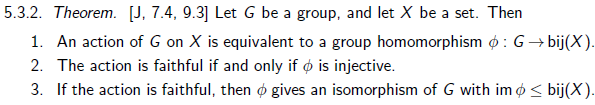 5.3.2. Theorem. [J, 7.4, 9.3] Let G be a group, and let X be a set. Then
1. An action of G on X is equivalent to a group homomorphism ϕ : G → bij(X).
2. The action is faithful if and only if ϕ is injective.
3. If the action is faithful, then ϕ gives an isomorphism of G with im ϕ ≤ bij(X).